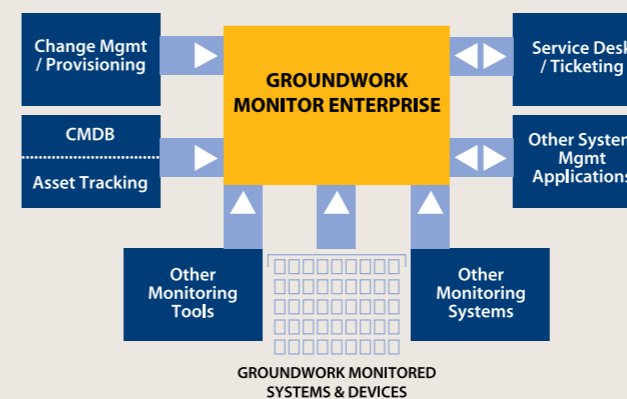 Change Mgmt
/ Provisioning
GROUNDWORK
MONITOR ENTERPRISE
Service Desk
/ Ticketing
CMDB
Asset Tracking
Other System
Mgmt
Applications
Other
Monitoring
Tools
Other
Monitoring
Systems
GROUNDWORK MONITORED
SYSTEMS & DEVICES